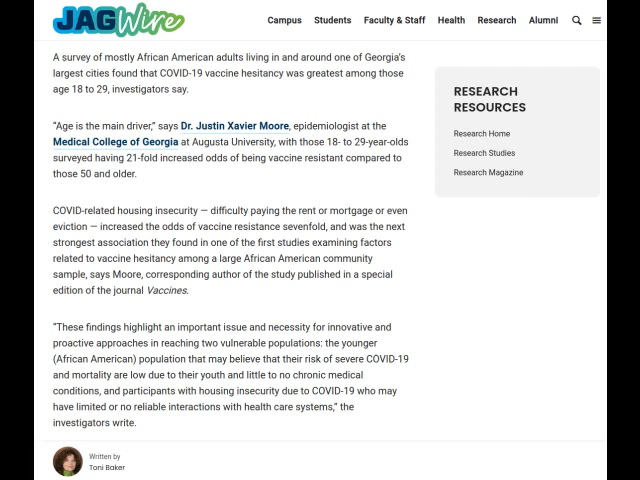 JAGWire
Campus Students Faculty & Staff Health Research Alumni
A survey of mostly African American adults living in and around one of Georgia's
largest cities found that COVID-19 vaccine hesitancy was greatest among those
age 18 to 29, investigators say.
"Age is the main driver," says Dr. Justin Xavier Moore, epidemiologist at the
Medical College of Georgia at Augusta University, with those 18- to 29-year-olds
surveyed having 21-fold increased odds of being vaccine resistant compared to
those 50 and older.
COVID-related housing insecurity — difficulty paying the rent or mortgage or even
eviction — increased the odds of vaccine resistance sevenfold, and was the next
strongest association they found in one of the first studies examining factors
related to vaccine hesitancy among a large African American community
sample, says Moore, corresponding author of the study published in a special
edition of the journal Vaccines.
"These findings highlight an important issue and necessity for innovative and
proactive approaches in reaching two vulnerable populations: the younger
(African American) population that may believe that their risk of severe COVID-19
and mortality are low due to their youth and little to no chronic medical
conditions, and participants with housing insecurity due to COVID-19 who may
have limited or no reliable interactions with health care systems," the
investigators write.
RESEARCH
RESOURCES
Research Home
Research Studies
Research Magazine
Written by
Toni Baker